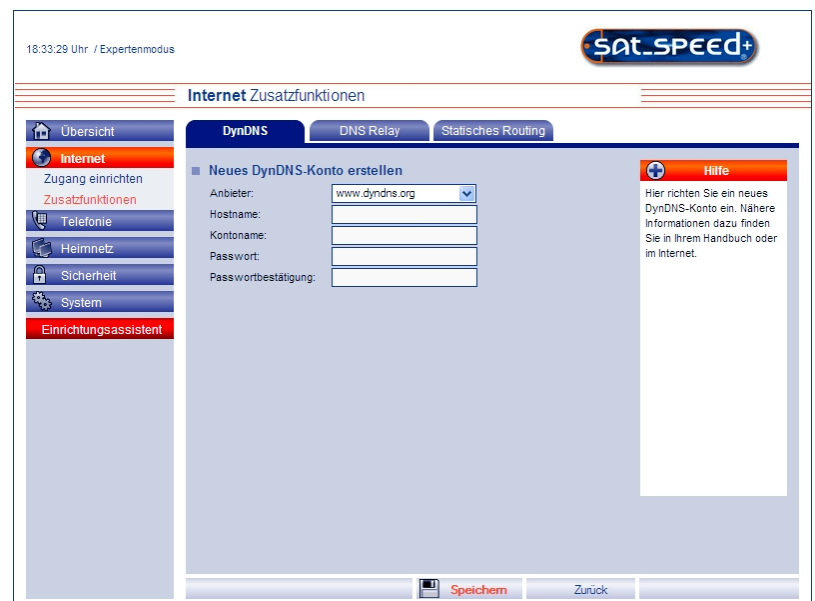 18:33:29 Uhr / Expertenmodus
sat_speed+
Internet Zusatzfunktionen
Übersicht
Internet
Zugang einrichten
Zusatzfunktionen
Telefonie
Heimnetz
Sicherheit
System
Einrichtungsassistent
DynDNS
DNS Relay
Statisches Routing
Neues DynDNS-Konto erstellen
Anbieter: www.dyndns.org
Hostname:
Kontoname:
Passwort:
Passwortbestätigung:
Hilfe
Hier richten Sie ein neues
DynDNS-Konto ein. Nähere
Informationen dazu finden
Sie in Ihrem Handbuch oder
im Internet.
Speichern
Zurück